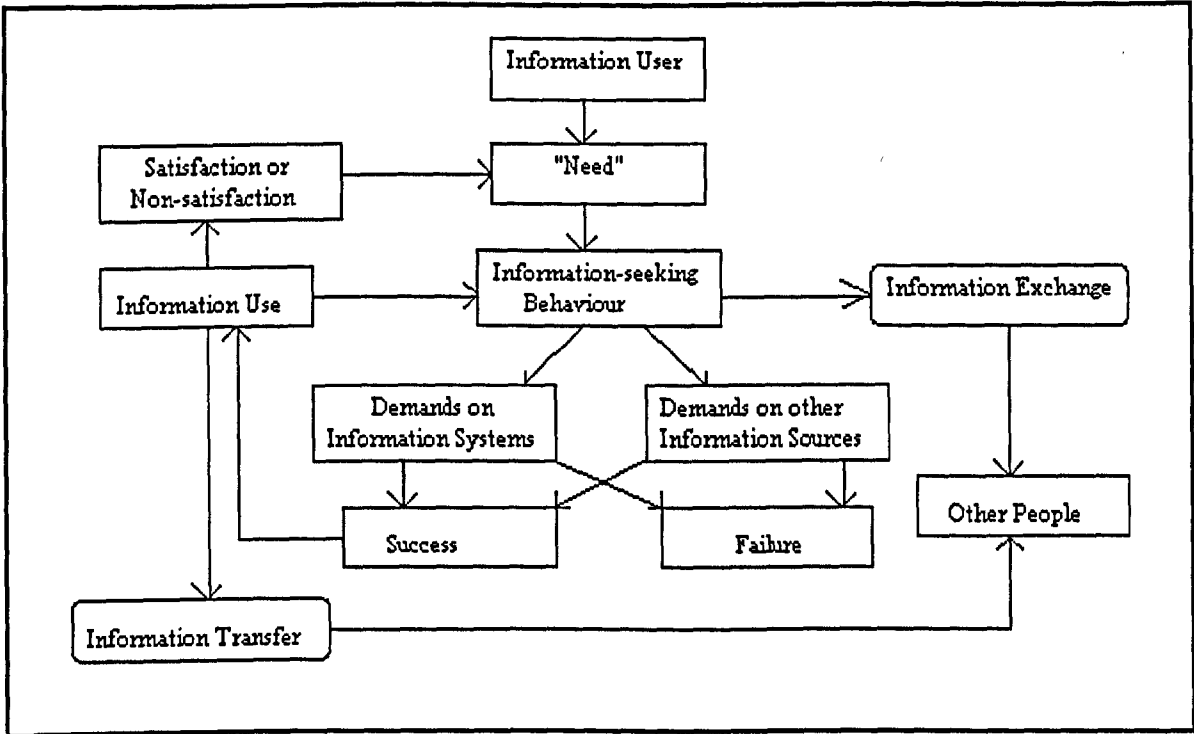 Information User
"Need"
Satisfaction or
Non-satisfaction
Information Use
Information-seeking
Behaviour
Information Exchange
Demands on
Information Systems
Demands on other
Information Sources
Success
Failure
Other People
Information Transfer